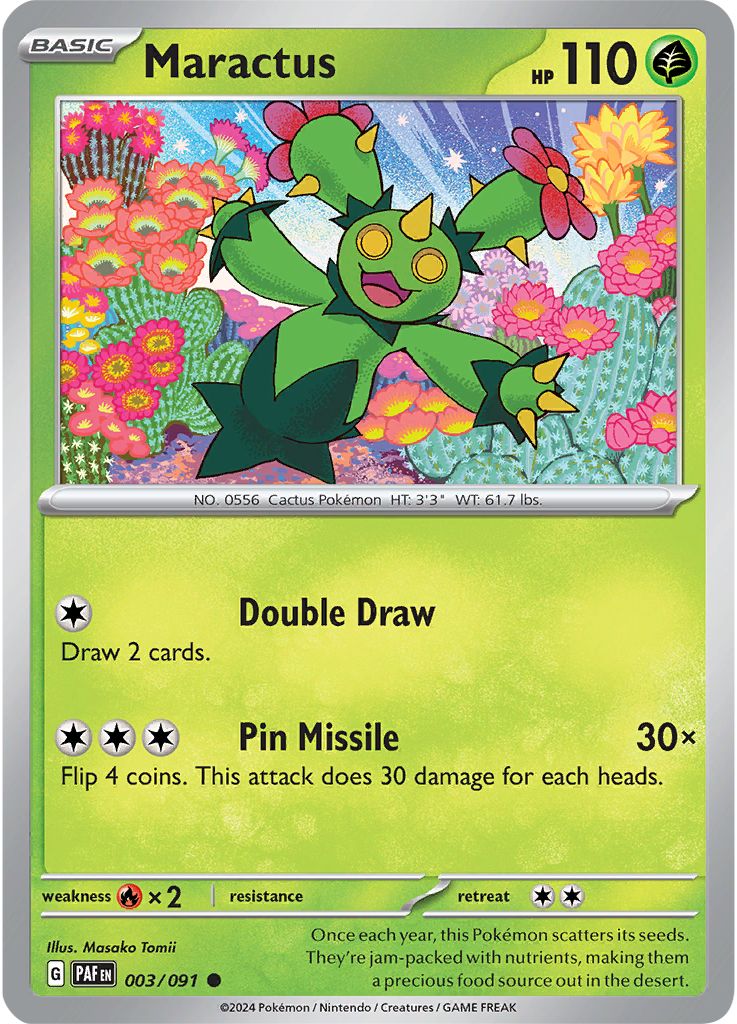 BASIC Maractus HP 110
NO. 0556 Cactus Pokémon HT: 3'3" WT: 61.7 lbs.
Double Draw
Draw 2 cards.
Pin Missile 30×
Flip 4 coins. This attack does 30 damage for each heads.
weakness ×2 resistance retreat
Illus. Masako Tomii
G PAF EN 003/091
Once each year, this Pokémon scatters its seeds.
They're jam-packed with nutrients, making them
a precious food source out in the desert.
©2024 Pokémon / Nintendo / Creatures / GAME FREAK